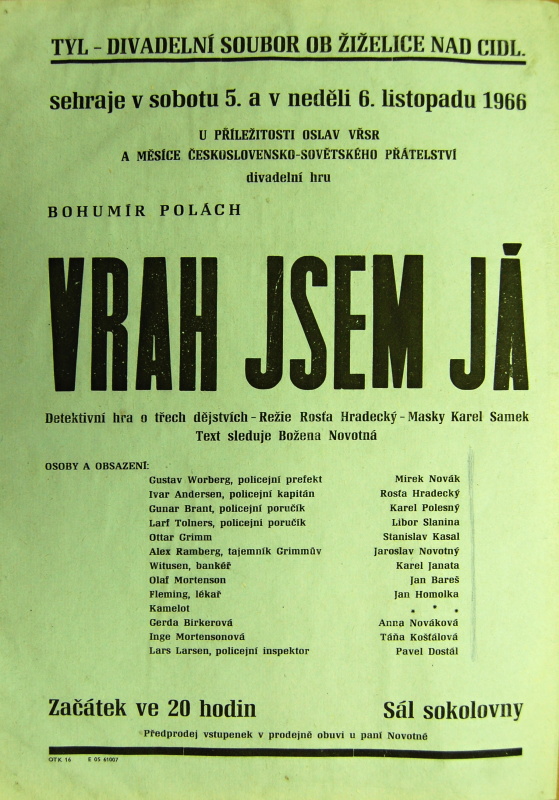 TYL - DIVADELNÍ SOUBOR OB ŽIŽELICE NAD CIDL.
sehraje v sobotu 5. a v neděli 6. listopadu 1966
U PŘÍLEŽITOSTI OSLAV VŘSR
A MĚSÍCE ČESKOSLOVENSKO-SOVĚTSKÉHO PŘÁTELSTVÍ
divadelní hru
BOHUMÍR POLÁCH
VRAH JSEM JÁ
Detektivní hra o třech dějstvích - Režie Rosťa Hradecký - Masky Karel Samek
Text sleduje Božena Novotná
OSOBY A OBSAZENÍ:
Gustav Worberg, policejní prefekt Mirek Novák
Ivar Andersen, policejní kapitán Rosťa Hradecký
Gunar Brant, policejní poručík Karel Polesný
Larf Tolners, policejni poručík Libor Slanina
Ottar Grimm Stanislav Kasal
Alex Ramberg, tajemník Grimmův Jaroslav Novotný
Witusen, bankéř Karel Janata
Olaf Mortenson Jan Bareš
Fleming, lékař Jan Homolka
Kamelot * * *
Gerda Birkerová Anna Nováková
Inge Mortensonová Táňa Košťálová
Lars Larsen, policejní inspektor Pavel Dostál
Začátek ve 20 hodin Sál sokolovny
Předprodej vstupenek v prodejně obuvi u paní Novotné
OTK 16 E 05 61007